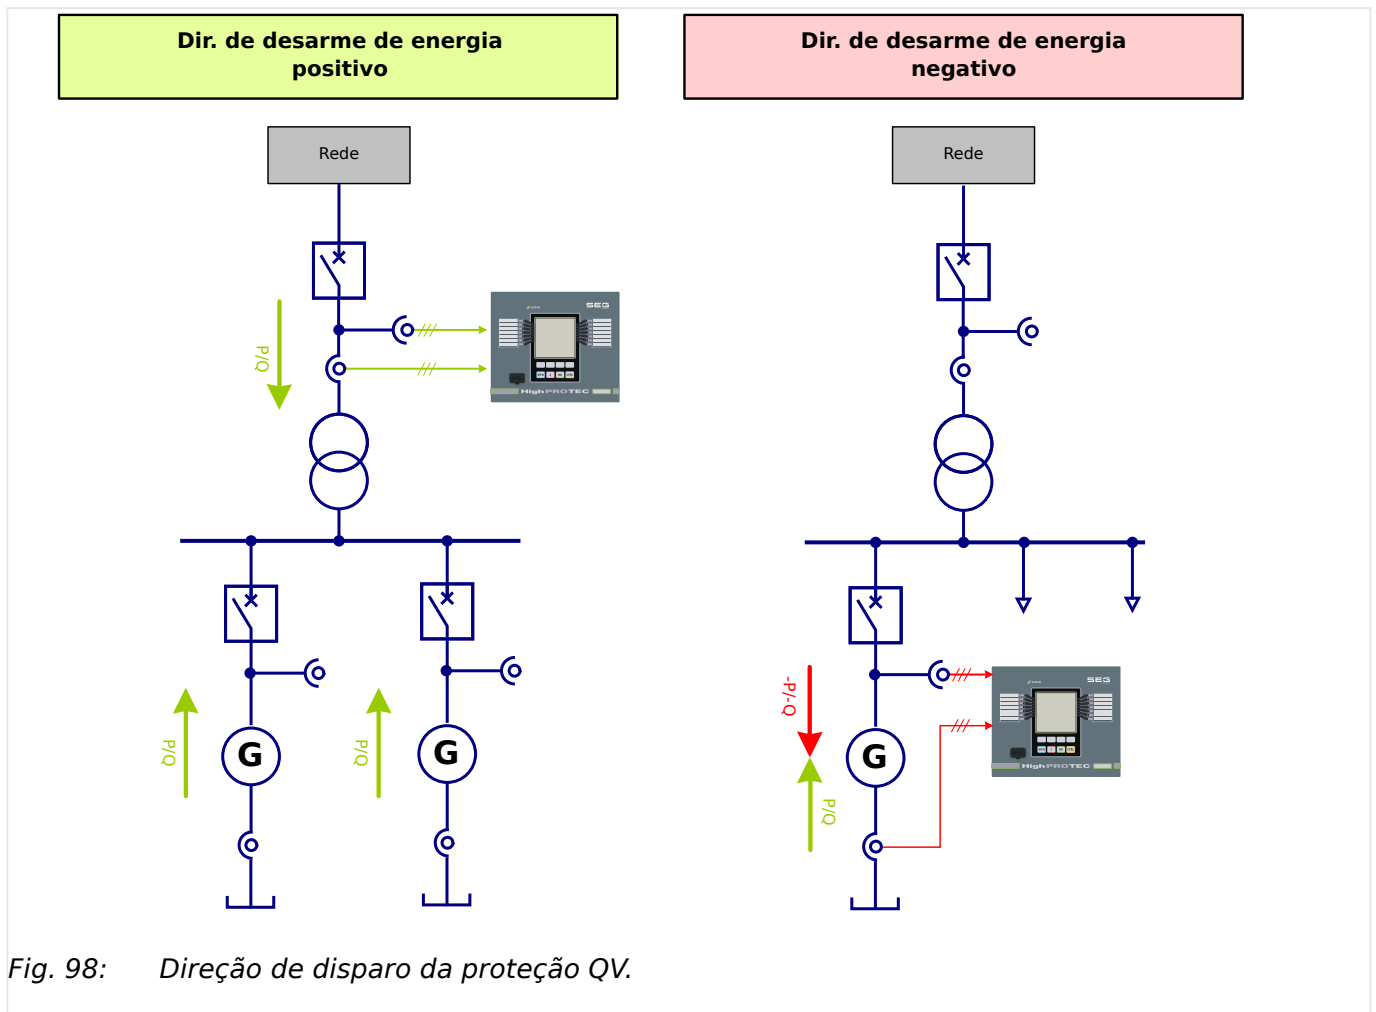 Dir. de desarme de energia
positivo
Dir. de desarme de energia
negativo
Rede
Rede
P/Q
SEG
HighPROTEC
P/Q
G
P/Q
G
-P/-Q
P/Q
G
SEG
HighPROTEC
Fig. 98: Direção de disparo da proteção QV.